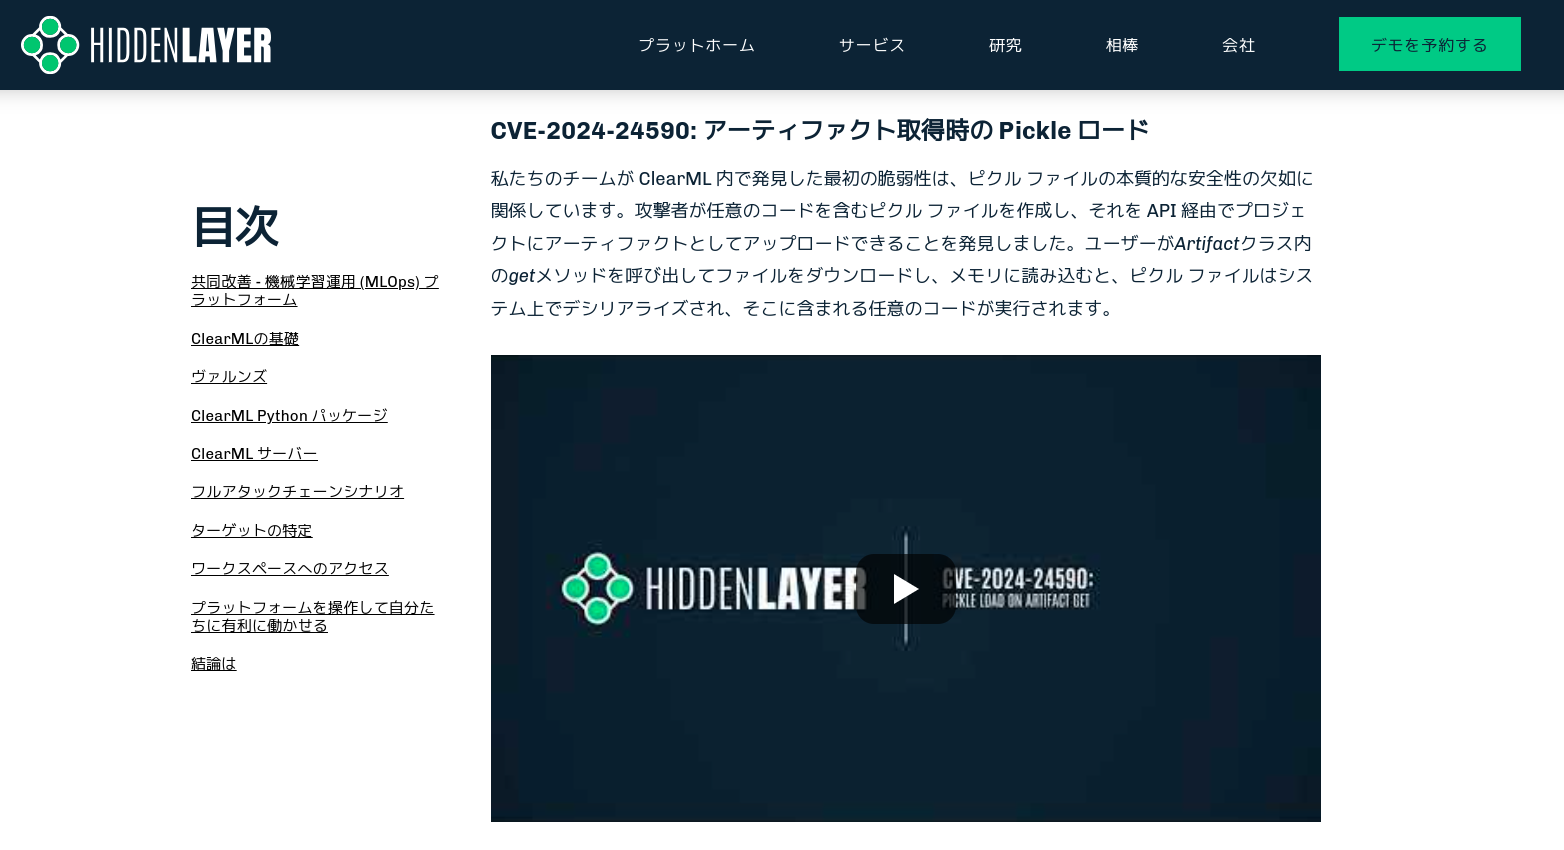 HIDDENLAYER
プラットホーム
サービス
研究
相棒
会社
デモを予約する
目次
共同改善 - 機械学習運用 (MLOps) プ
ラットフォーム
ClearMLの基礎
ヴァルンズ
ClearML Python パッケージ
ClearML サーバー
フルアタックチェーンシナリオ
ターゲットの特定
ワークスペースへのアクセス
プラットフォームを操作して自分た
ちに有利に働かせる
結論は
CVE-2024-24590: アーティファクト取得時の Pickle ロード
私たちのチームが ClearML 内で発見した最初の脆弱性は、ピクル ファイルの本質的な安全性の欠如に
関係しています。攻撃者が任意のコードを含むピクル ファイルを作成し、それを API 経由でプロジェ
クトにアーティファクトとしてアップロードできることを発見しました。ユーザーがArtifactクラス内
のgetメソッドを呼び出してファイルをダウンロードし、メモリに読み込むと、ピクル ファイルはシス
テム上でデシリアライズされ、そこに含まれる任意のコードが実行されます。
HIDDENLAYER
CVE-2024-24590:
PICKLE LOAD ON ARTIFACT GET